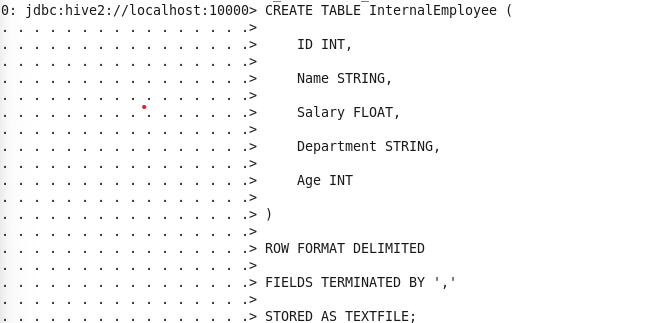 0: jdbc:hive2://localhost:10000> CREATE TABLE InternalEmployee (
. . . . . . . . . . . . . . . .>
. . . . . . . . . . . . . . . .>     ID INT,
. . . . . . . . . . . . . . . .>
. . . . . . . . . . . . . . . .>     Name STRING,
. . . . . . . . . . . . . . . .>
. . . . . . . . . . . . . . . .>     Salary FLOAT,
. . . . . . . . . . . . . . . .>
. . . . . . . . . . . . . . . .>     Department STRING,
. . . . . . . . . . . . . . . .>
. . . . . . . . . . . . . . . .>     Age INT
. . . . . . . . . . . . . . . .>
. . . . . . . . . . . . . . . .> )
. . . . . . . . . . . . . . . .>
. . . . . . . . . . . . . . . .> ROW FORMAT DELIMITED
. . . . . . . . . . . . . . . .>
. . . . . . . . . . . . . . . .> FIELDS TERMINATED BY ','
. . . . . . . . . . . . . . . .>
. . . . . . . . . . . . . . . .> STORED AS TEXTFILE;